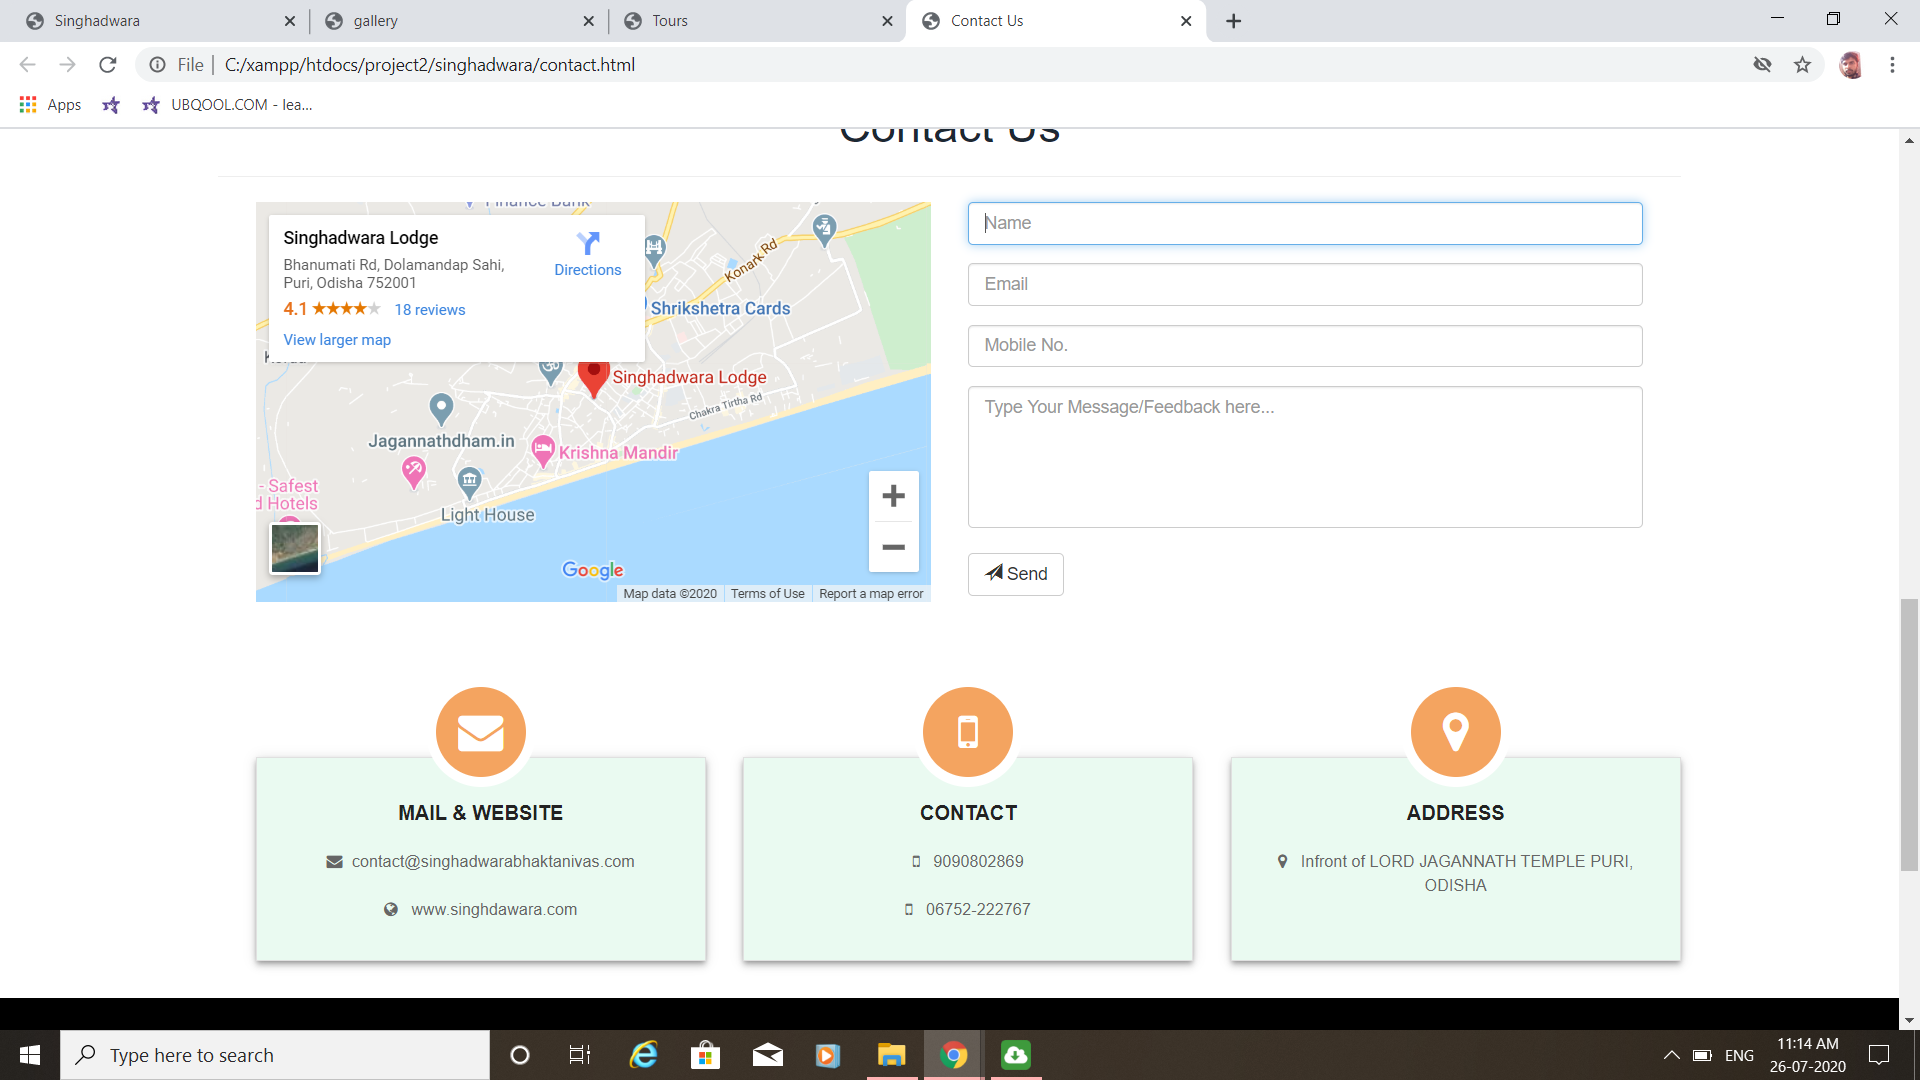 Singhadwara
gallery
Tours
Contact Us
File
C:/xampp/htdocs/project2/singhadwara/contact.html
Apps
UBQOOL.COM - lea...
Contact Us
Finance Bank
Singhadwara Lodge
Directions
Bhanumati Rd, Dolamandap Sahi,
Puri, Odisha 752001
4.1 18 reviews
View larger map
Konark Rd
Shrikshetra Cards
Singhadwara Lodge
Chakra Tirtha Rd
Jagannathdham.in
Krishna Mandir
- Safest
d Hotels
Light House
Google
Map data ©2020
Terms of Use
Report a map error
Name
Email
Mobile No.
Type Your Message/Feedback here...
Send
MAIL & WEBSITE
contact@singhadwarabhaktanivas.com
www.singhdawara.com
CONTACT
9090802869
06752-222767
ADDRESS
Infront of LORD JAGANNATH TEMPLE PURI,
ODISHA
Type here to search
ENG
11:14 AM
26-07-2020